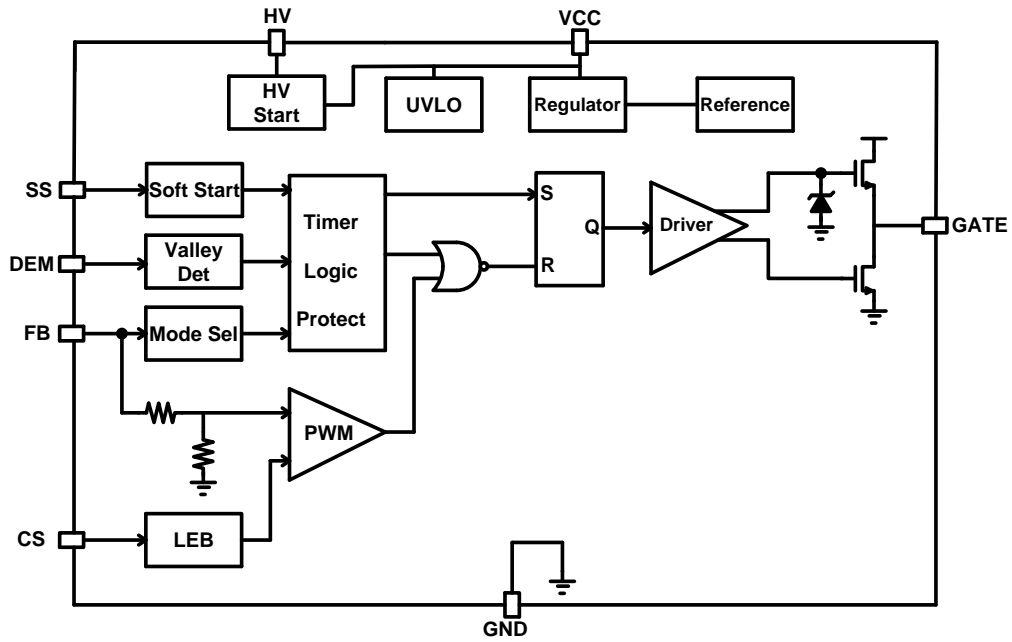 HV
VCC
HV
Start
UVLO
Regulator
Reference
SS
Soft Start
DEM
Valley
Det
FB
Mode Sel
Timer
Logic
Protect
S
Q
R
Driver
GATE
PWM
CS
LEB
GND